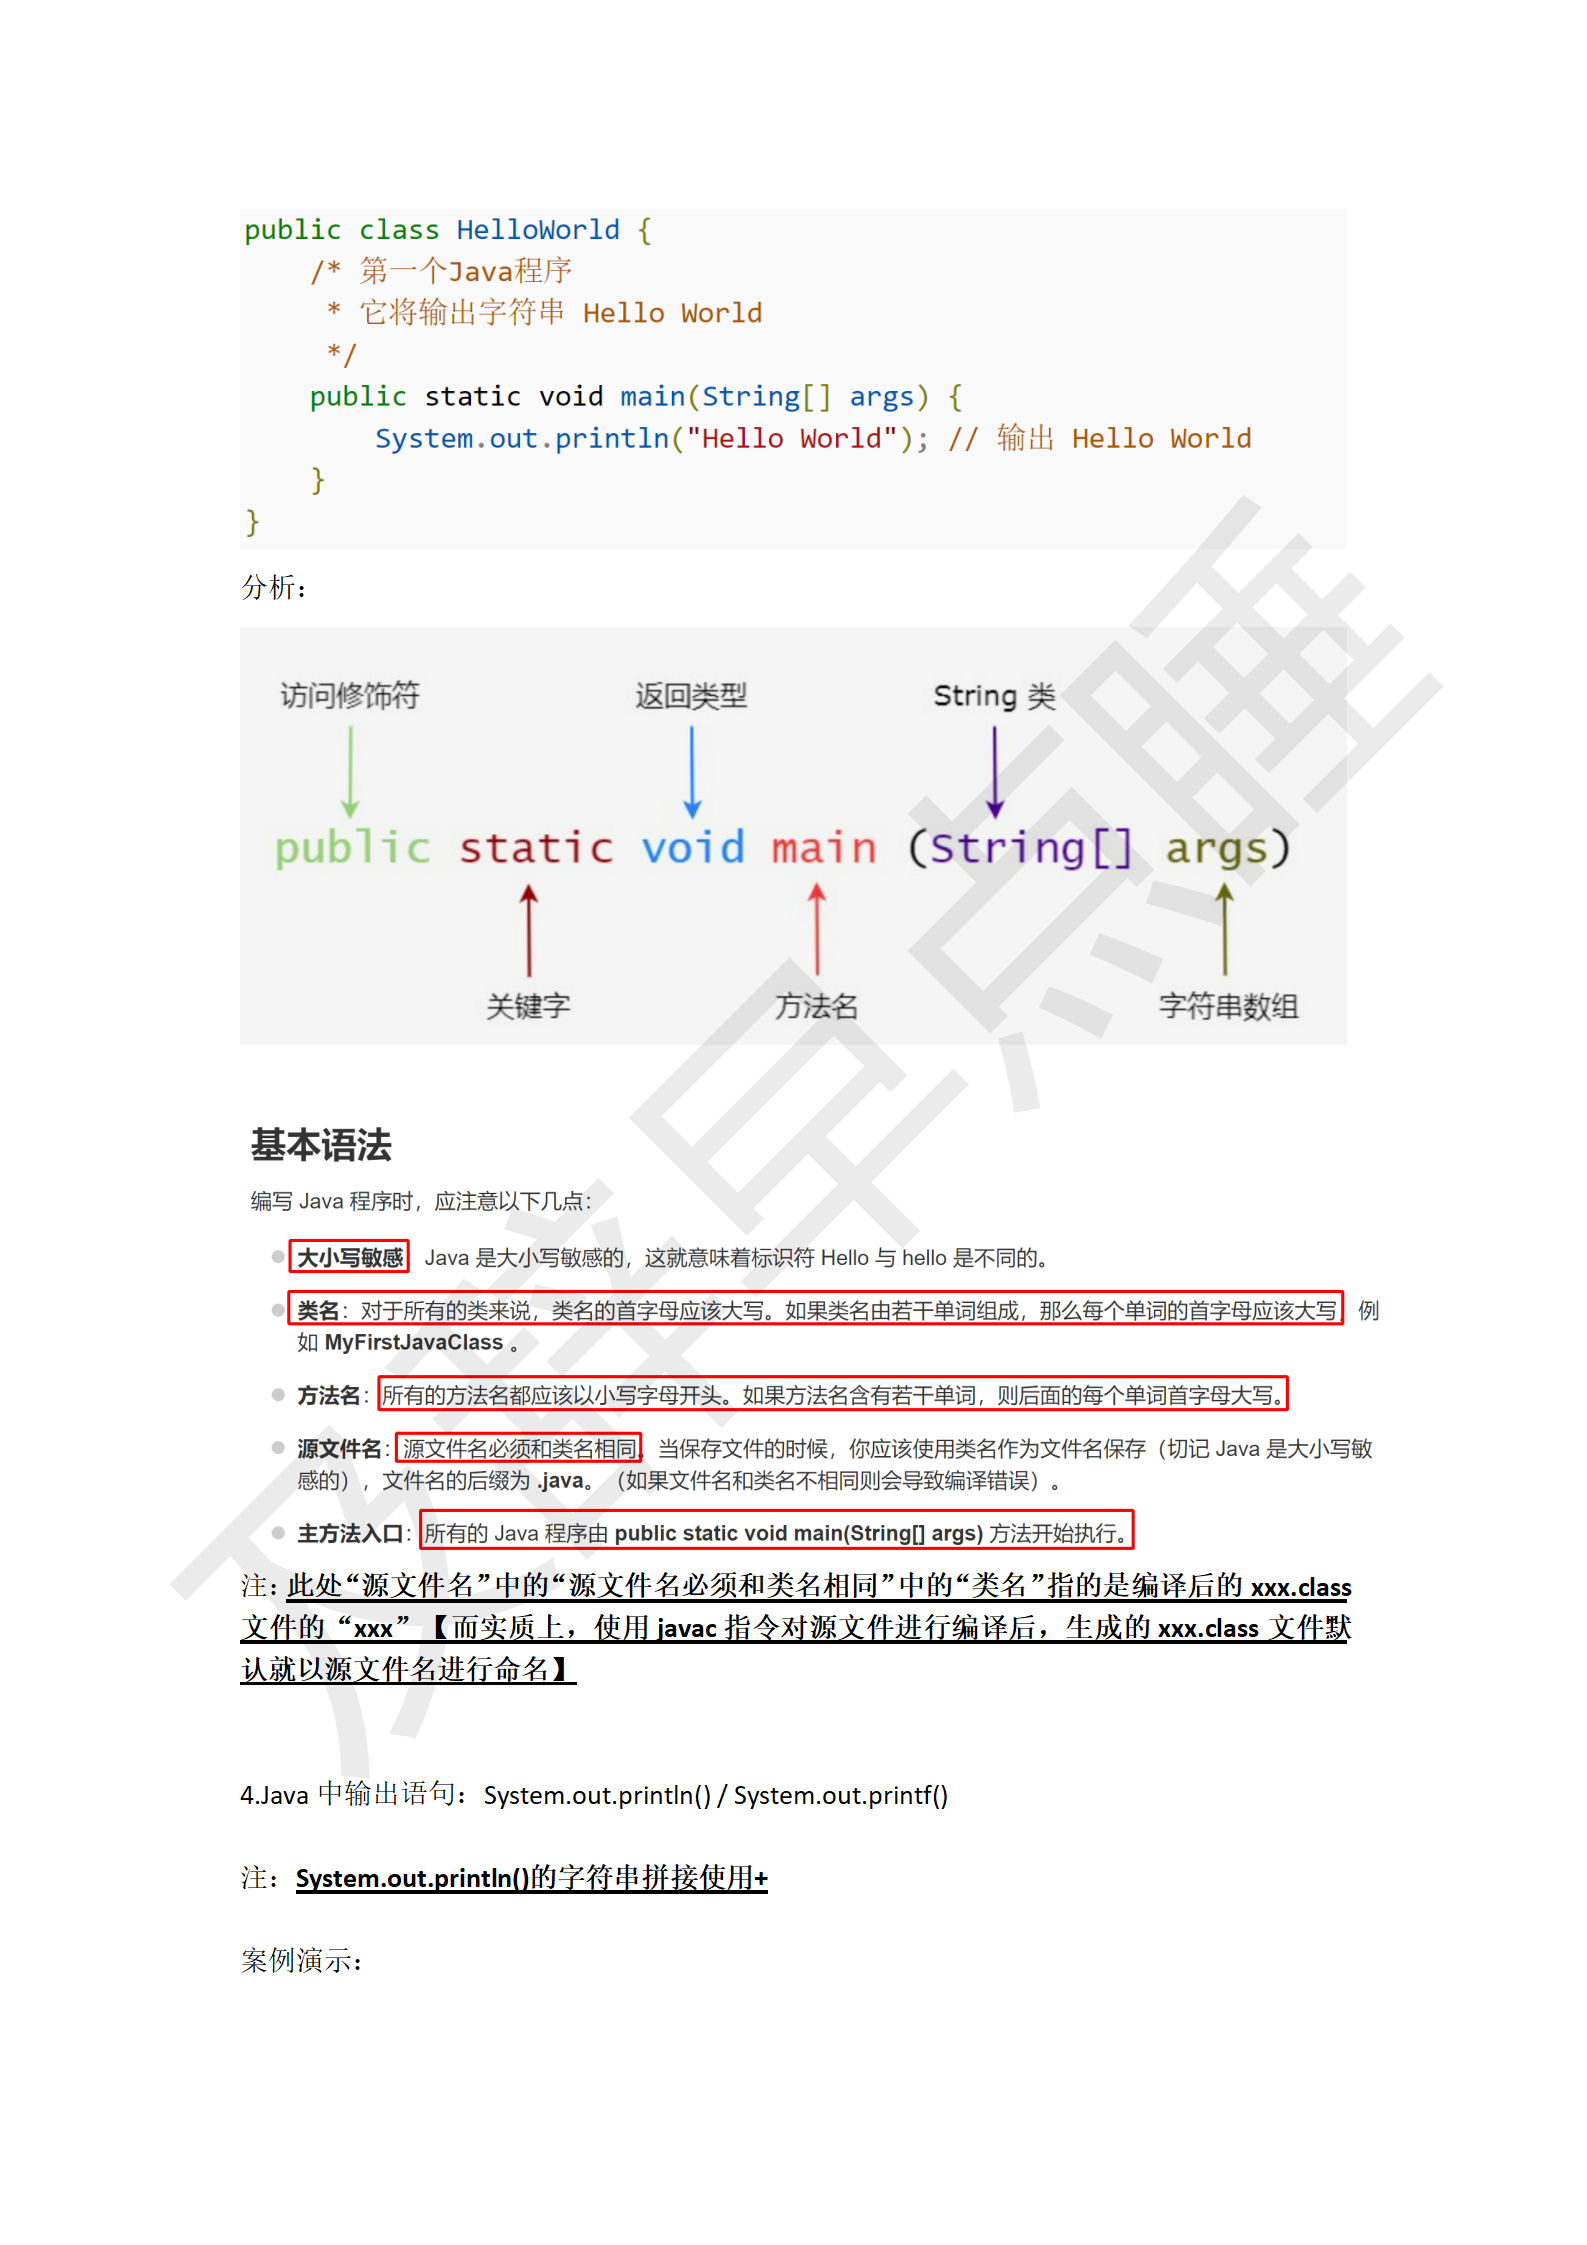 public class HelloWorld {
    /* 第一个Java程序
     * 它将输出字符串 Hello World
     */
    public static void main(String[] args) {
        System.out.println("Hello World"); // 输出 Hello World
    }
}
分析：
访问修饰符 返回类型 String 类
public static void main (String[] args)
关键字 方法名 字符串数组
基本语法
编写 Java 程序时，应注意以下几点：
大小写敏感 Java 是大小写敏感的，这就意味着标识符 Hello 与 hello 是不同的。
类名：对于所有的类来说，类名的首字母应该大写。如果类名由若干单词组成，那么每个单词的首字母应该大写，例
如 MyFirstJavaClass 。
方法名：所有的方法名都应该以小写字母开头。如果方法名含有若干单词，则后面的每个单词首字母大写。
源文件名：源文件名必须和类名相同。当保存文件的时候，你应该使用类名作为文件名保存（切记 Java 是大小写敏
感的），文件名的后缀为 .java。（如果文件名和类名不相同则会导致编译错误）。
主方法入口：所有的 Java 程序由 public static void main(String[] args) 方法开始执行。
注：此处“源文件名”中的“源文件名必须和类名相同”中的“类名”指的是编译后的 xxx.class
文件的“xxx”【而实质上，使用 javac 指令对源文件进行编译后，生成的 xxx.class 文件默
认就以源文件名进行命名】
4.Java 中输出语句：System.out.println() / System.out.printf()
注：System.out.println()的字符串拼接使用+
案例演示：